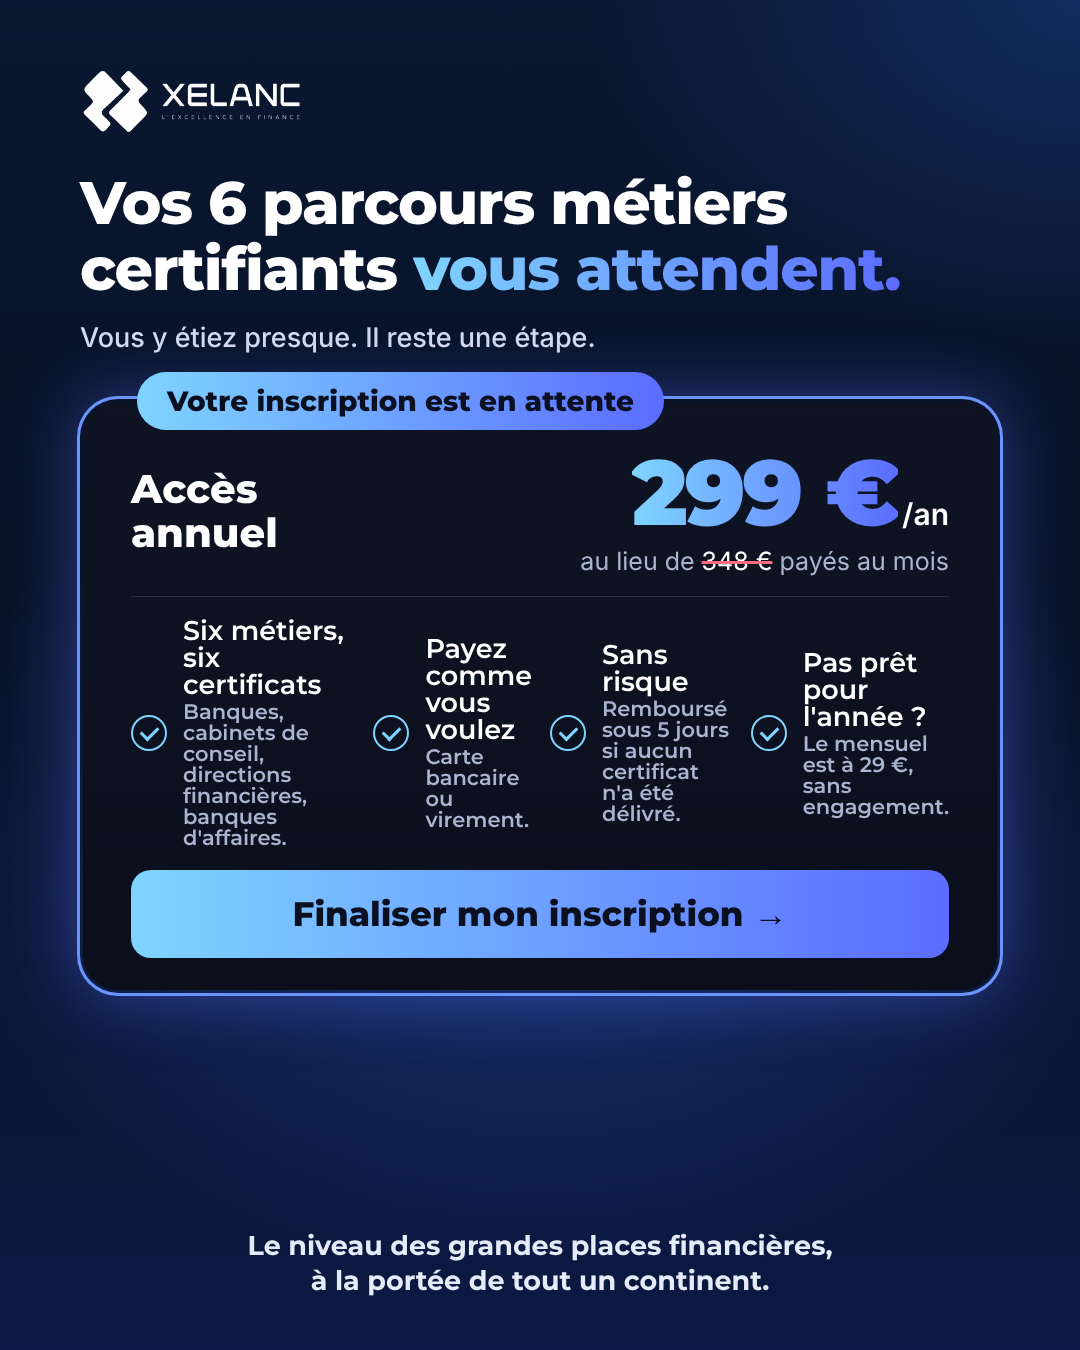 XELANC
L'EXCELLENCE EN FINANCE
Vos 6 parcours métiers
certifiants vous attendent.
Vous y étiez presque. Il reste une étape.
Votre inscription est en attente
Accès
annuel
299 €/an
au lieu de 348 € payés au mois
Six métiers,
six
certificats
Banques,
cabinets de
conseil,
directions
financières,
banques
d'affaires.
Payez
comme
vous
voulez
Carte
bancaire
ou
virement.
Sans
risque
Remboursé
sous 5 jours
si aucun
certificat
n'a été
délivré.
Pas prêt
pour
l'année ?
Le mensuel
est à 29 €,
sans
engagement.
Finaliser mon inscription →
Le niveau des grandes places financières,
à la portée de tout un continent.